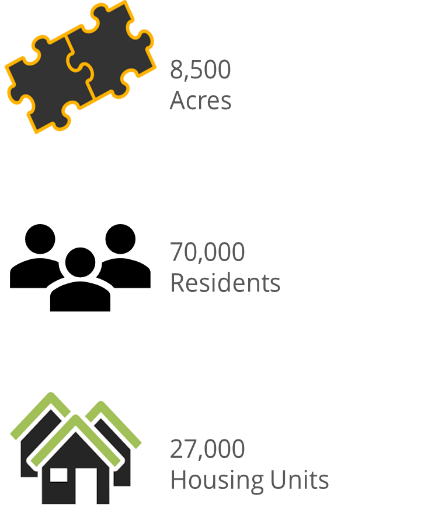 8,500
Acres
70,000
Residents
27,000
Housing Units